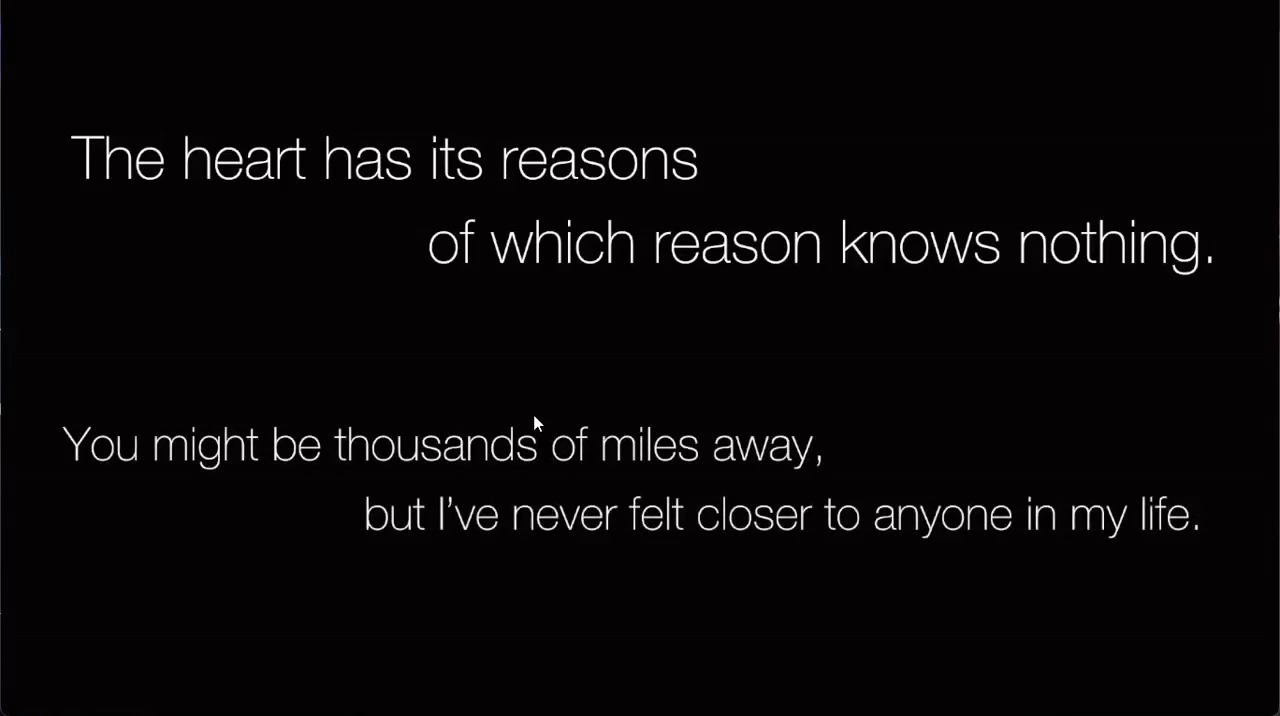 The heart has its reasons
of which reason knows nothing.
You might be thousands of miles away,
but I’ve never felt closer to anyone in my life.